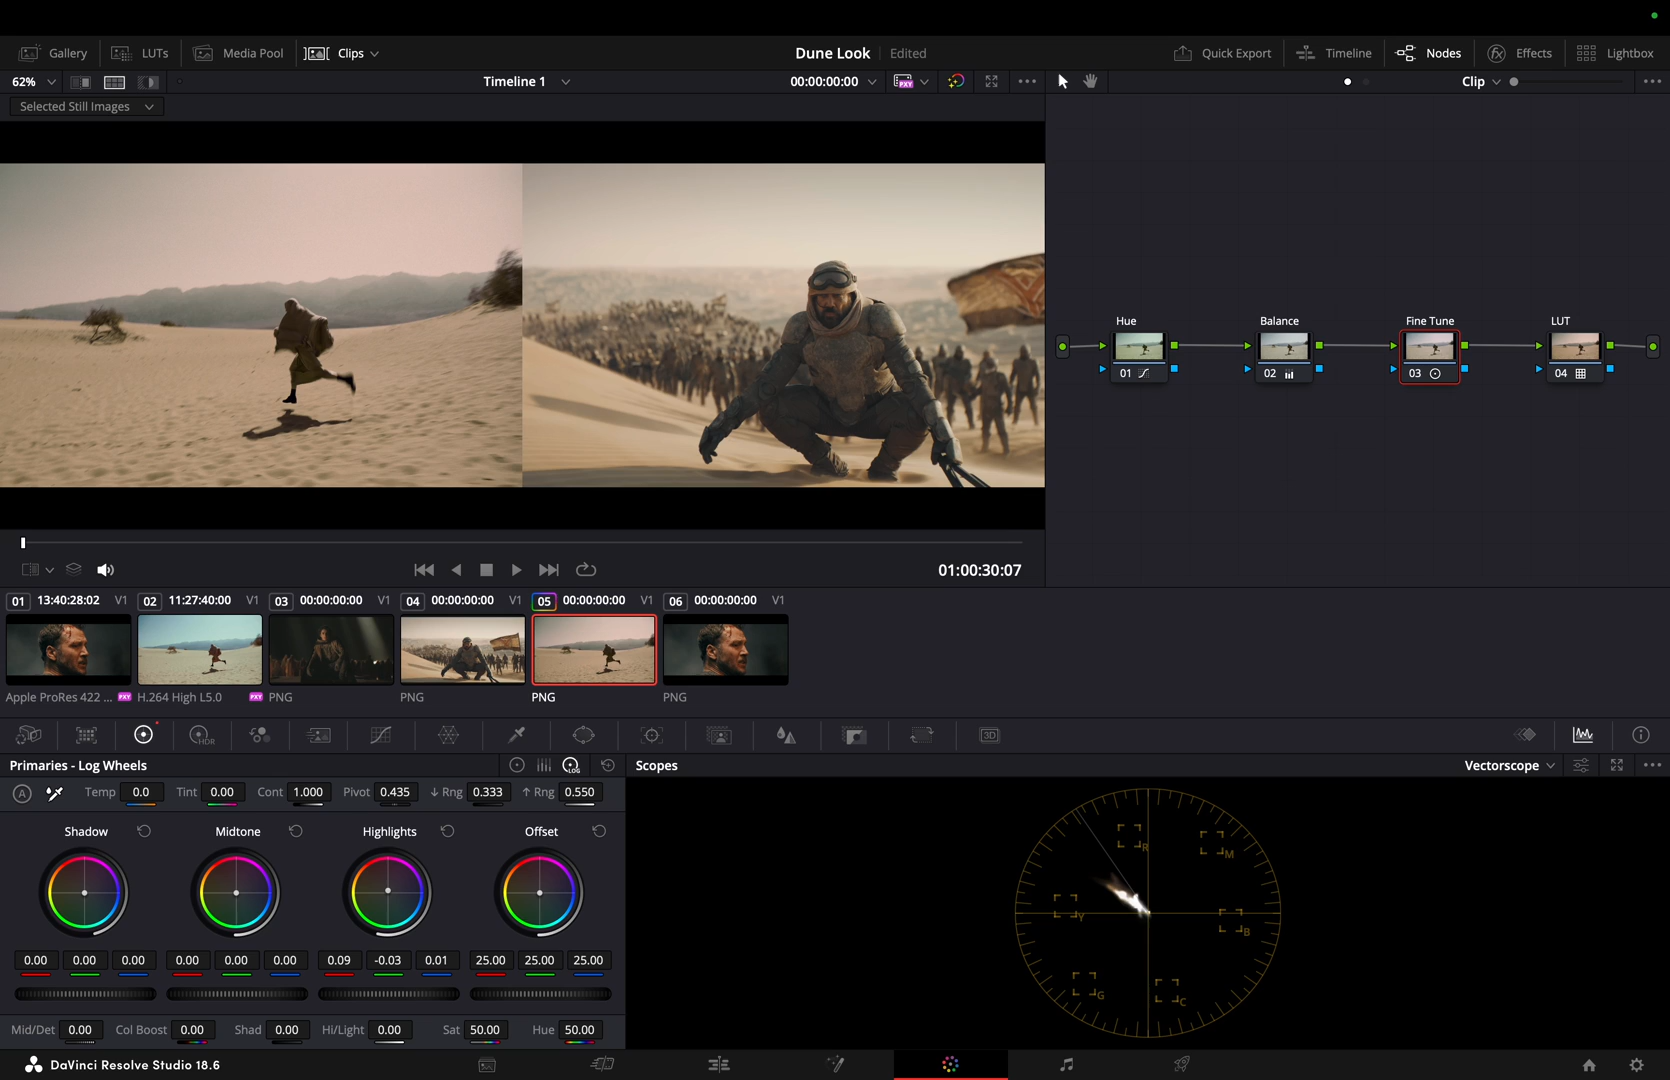 Gallery LUTs Media Pool Clips Dune Look Edited Quick Export Timeline Nodes Effects Lightbox
62% Timeline 1 00:00:00:00 PXY Clip
Selected Still Images
Hue Balance Fine Tune LUT
01 02 03 04
01:00:30:07
01 13:40:28:02 V1 02 11:27:40:00 V1 03 00:00:00:00 V1 04 00:00:00:00 V1 05 00:00:00:00 V1 06 00:00:00:00 V1
Apple ProRes 422 ... PXY H.264 High L5.0 PXY PNG PNG PNG PNG
HDR 3D
Primaries - Log Wheels LOG Scopes Vectorscope
A Temp 0.0 Tint 0.00 Cont 1.000 Pivot 0.435 ↓ Rng 0.333 ↑ Rng 0.550
Shadow Midtone Highlights Offset
R M
Y B
G C
0.00 0.00 0.00 0.00 0.00 0.00 0.09 -0.03 0.01 25.00 25.00 25.00
Mid/Det 0.00 Col Boost 0.00 Shad 0.00 Hi/Light 0.00 Sat 50.00 Hue 50.00
DaVinci Resolve Studio 18.6